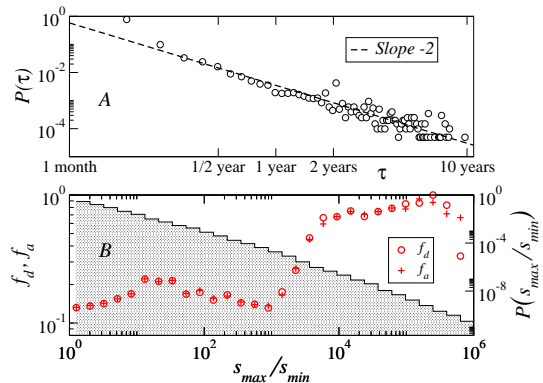 10^0
10^-2
10^-4
P(τ)
A
Slope -2
1 month
1/2 year
1 year
2 years
τ
10 years
10^0
10^-1
f_d, f_a
B
f_d
f_a
10^0
10^-4
10^-8
P(s_max/s_min)
10^0
10^2
10^4
10^6
s_max/s_min